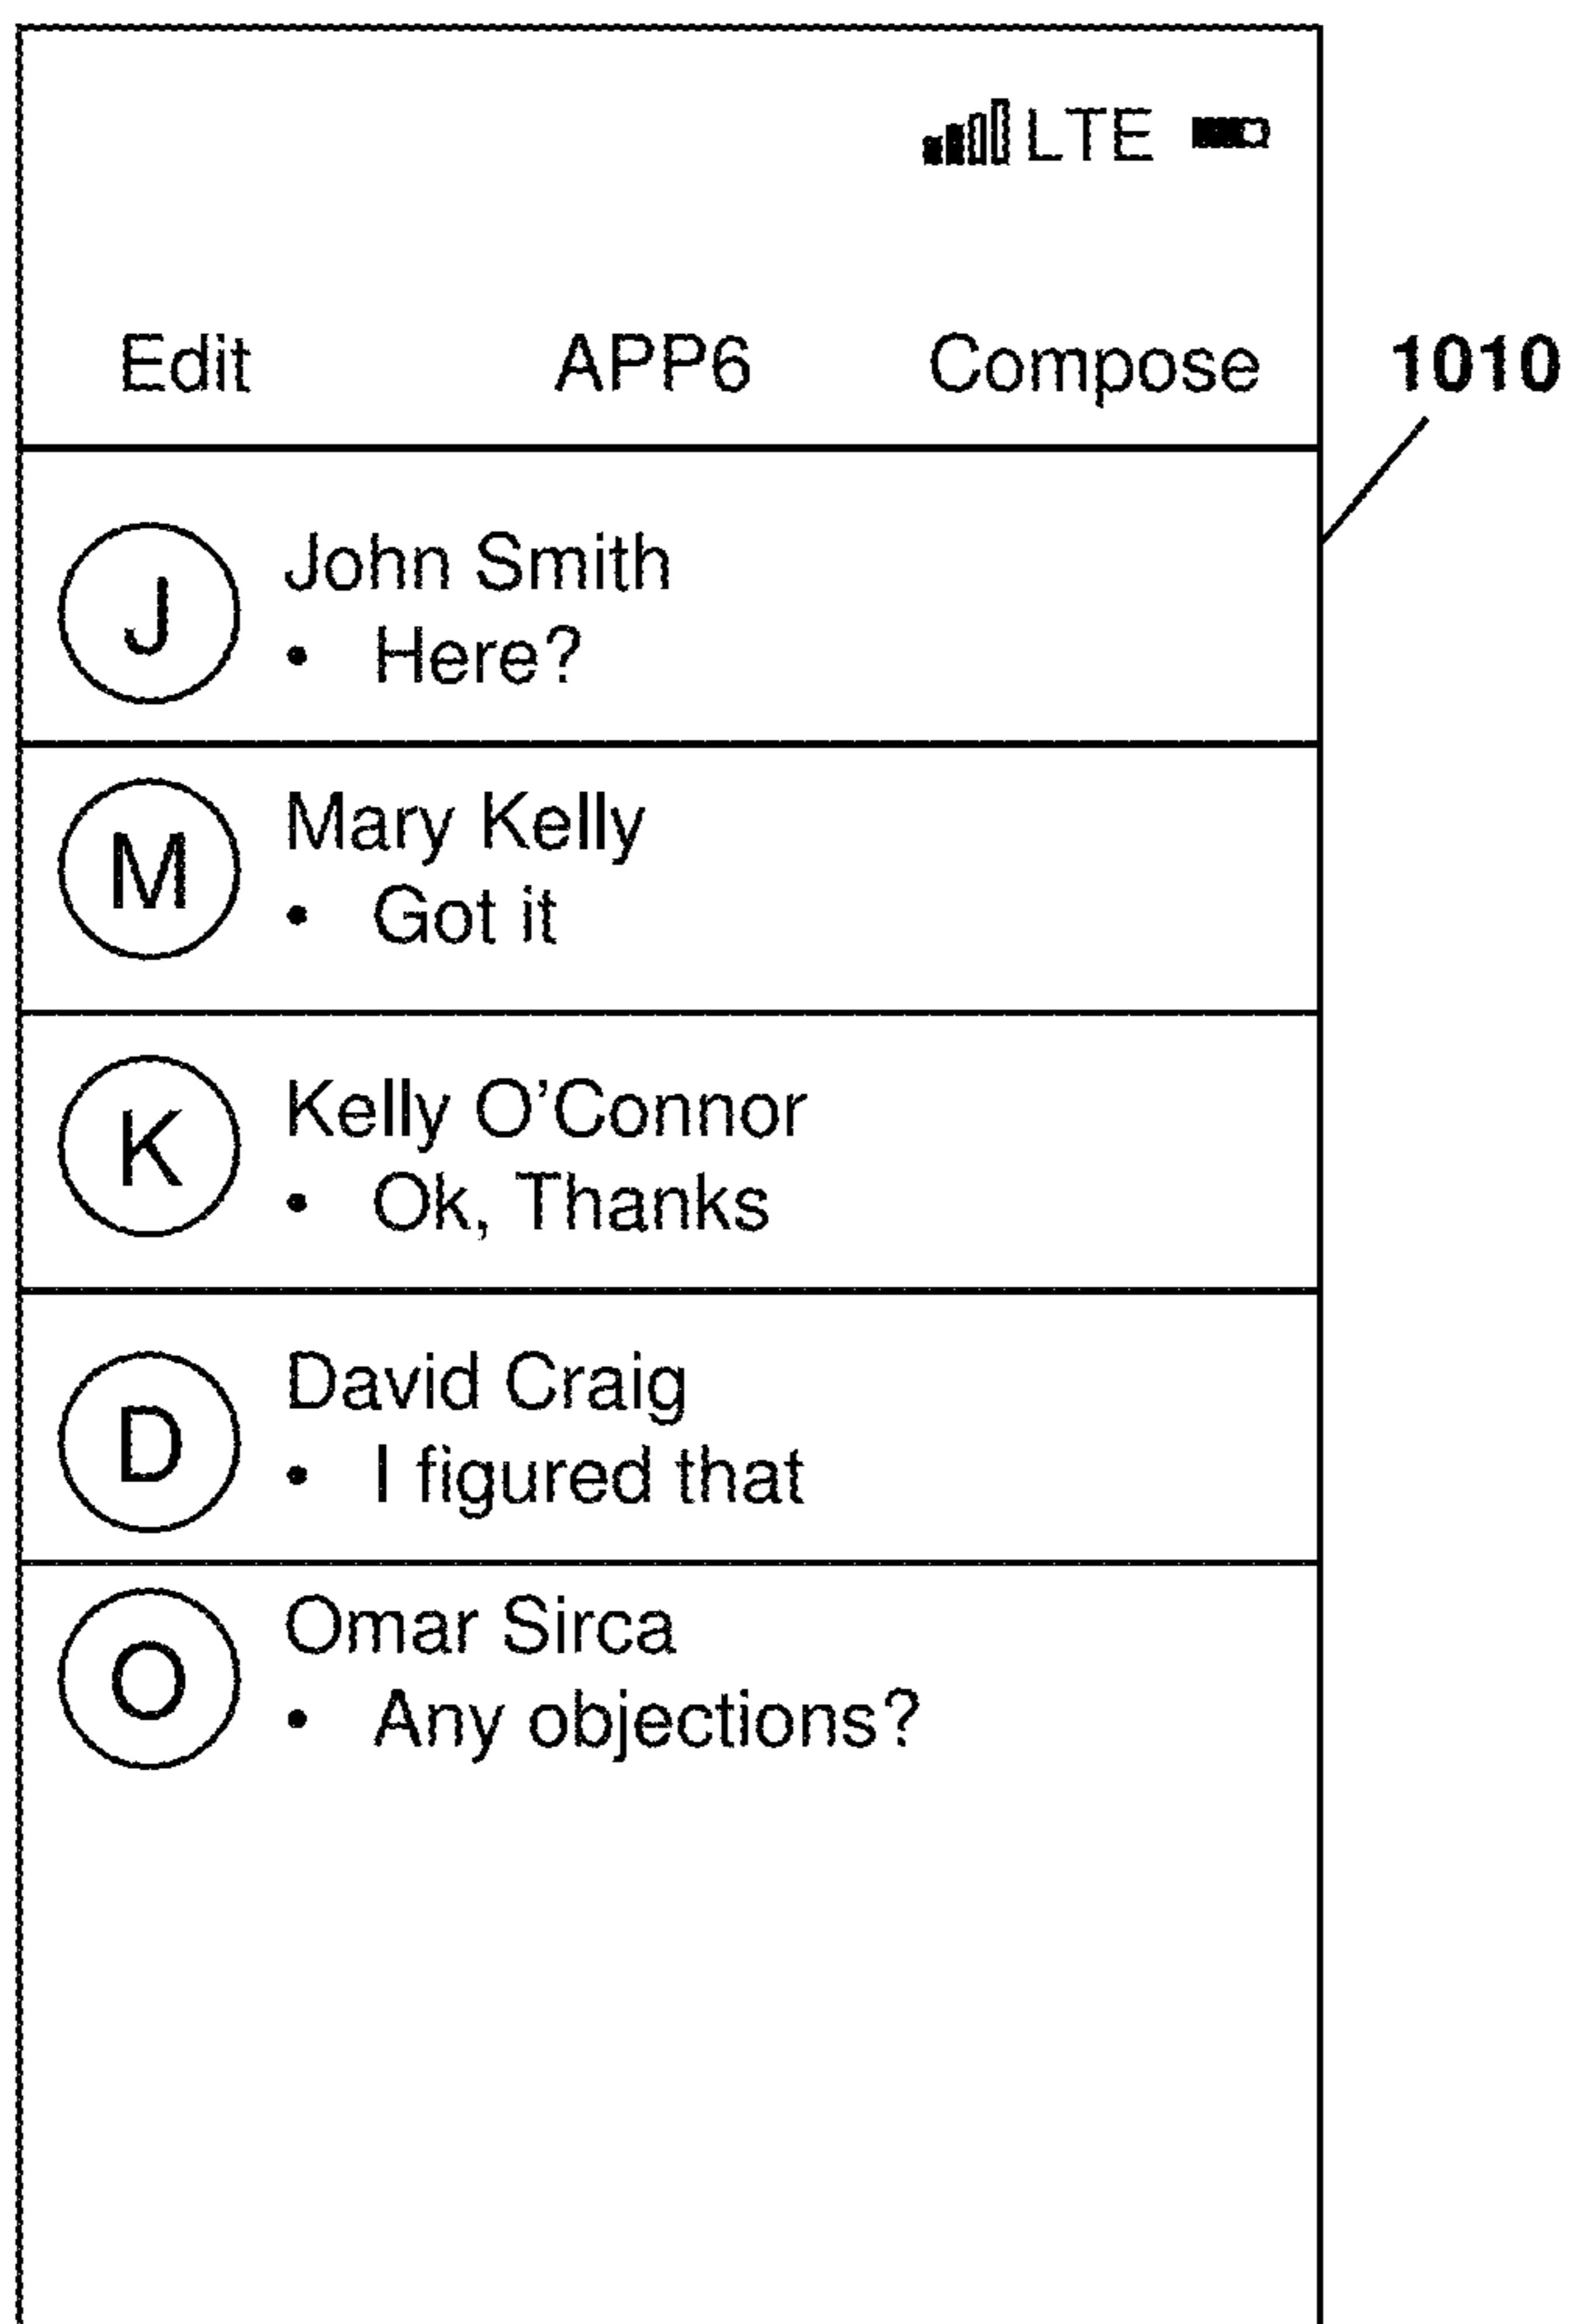 LTE
Edit APP6 Compose 1010
J John Smith
• Here?
M Mary Kelly
• Got it
K Kelly O’Connor
• Ok, Thanks
D David Craig
• I figured that
O Omar Sirca
• Any objections?